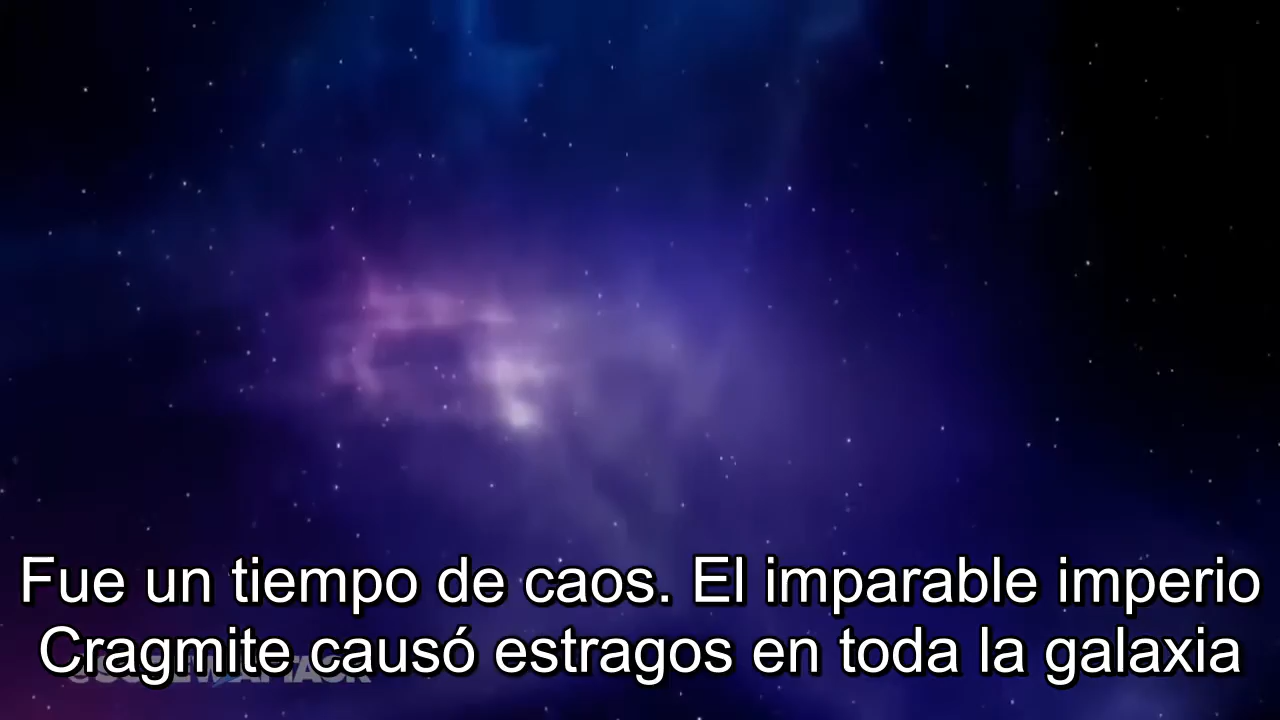 Fue un tiempo de caos. El imparable imperio
Cragmite causó estragos en toda la galaxia